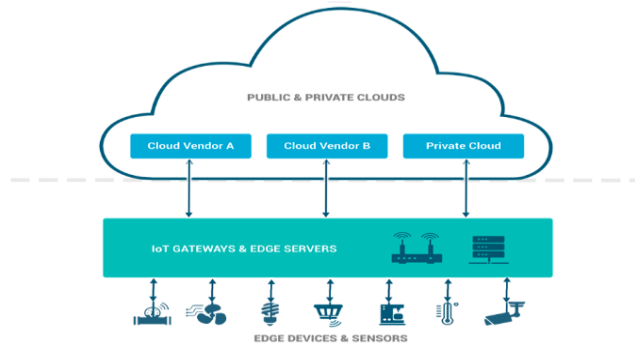 PUBLIC & PRIVATE CLOUDS
Cloud Vendor A
Cloud Vendor B
Private Cloud
IoT GATEWAYS & EDGE SERVERS
EDGE DEVICES & SENSORS